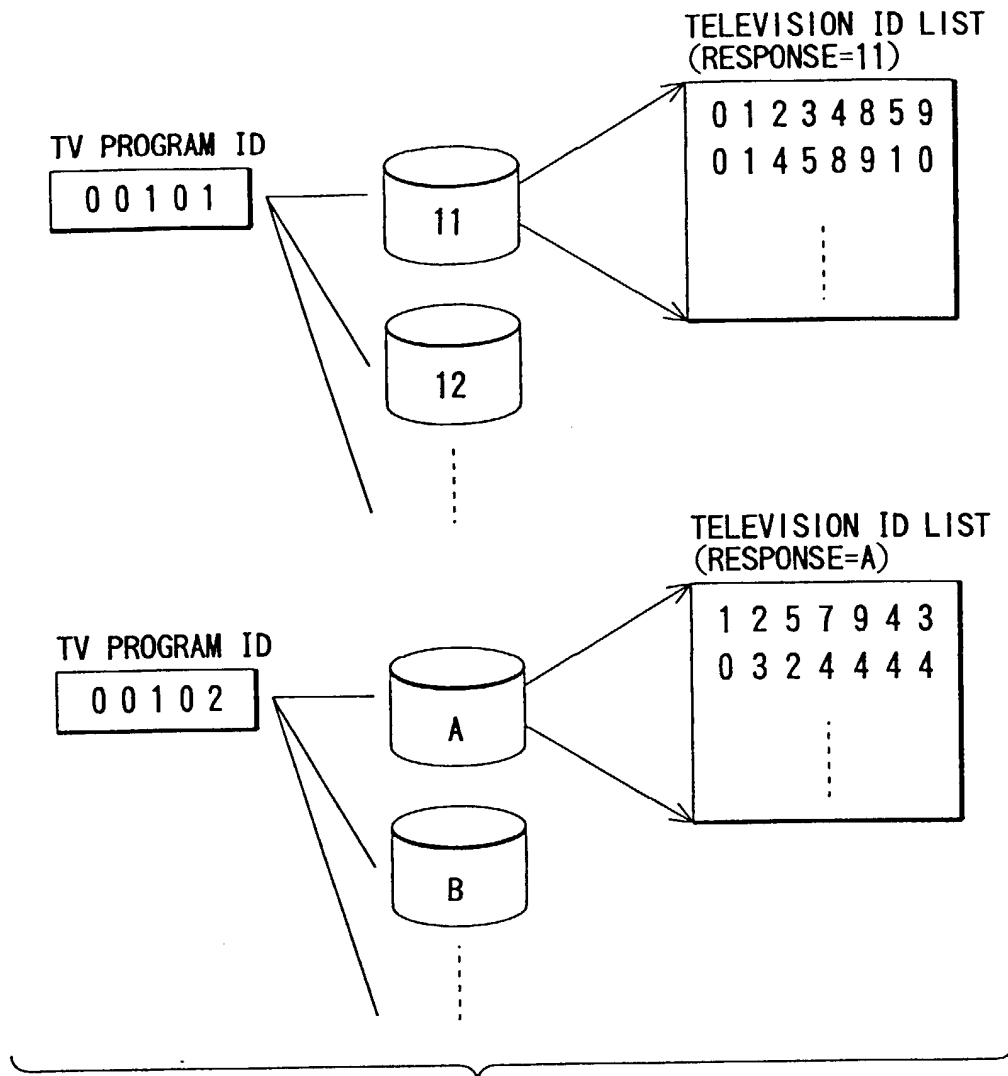 TELEVISION ID LIST
(RESPONSE=11)
0 1 2 3 4 8 5 9
0 1 4 5 8 9 1 0
TV PROGRAM ID
0 0 1 0 1
11
12
TELEVISION ID LIST
(RESPONSE=A)
1 2 5 7 9 4 3
0 3 2 4 4 4 4
TV PROGRAM ID
0 0 1 0 2
A
B